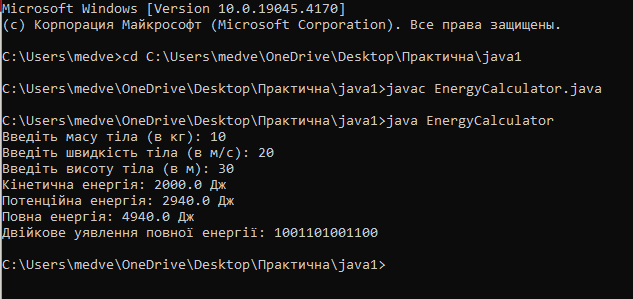 Microsoft Windows [Version 10.0.19045.4170]
(c) Корпорация Майкрософт (Microsoft Corporation). Все права защищены.
C:\Users\medve>cd C:\Users\medve\OneDrive\Desktop\Практична\java1
C:\Users\medve\OneDrive\Desktop\Практична\java1>javac EnergyCalculator.java
C:\Users\medve\OneDrive\Desktop\Практична\java1>java EnergyCalculator
Введіть масу тіла (в кг): 10
Введіть швидкість тіла (в м/с): 20
Введіть висоту тіла (в м): 30
Кінетична енергія: 2000.0 Дж
Потенційна енергія: 2940.0 Дж
Повна енергія: 4940.0 Дж
Двійкове уявлення повної енергії: 1001101001100
C:\Users\medve\OneDrive\Desktop\Практична\java1>